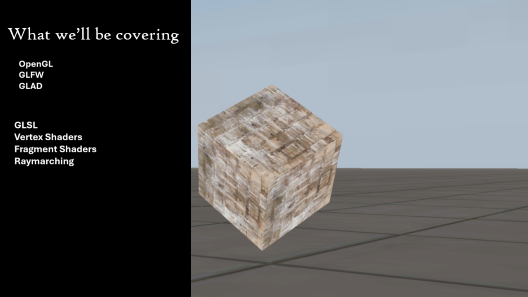 What we'll be covering
OpenGL
GLFW
GLAD
GLSL
Vertex Shaders
Fragment Shaders
Raymarching